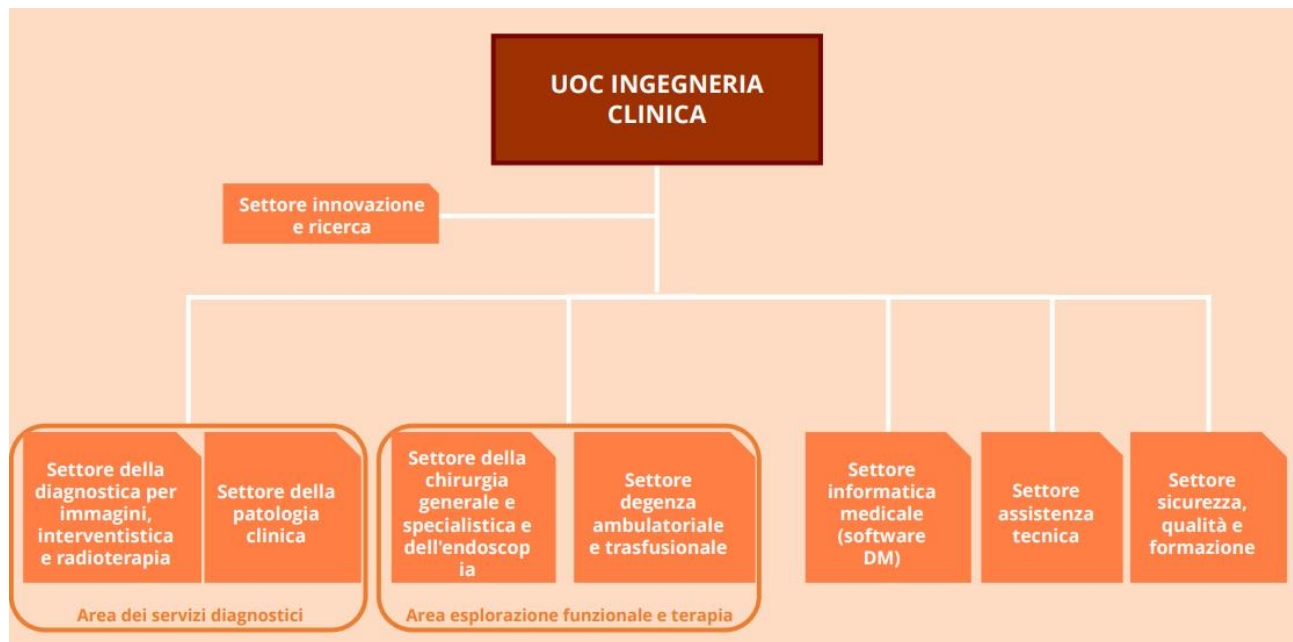 UOC INGEGNERIA
CLINICA
Settore innovazione
e ricerca
Settore della
diagnostica per
immagini,
interventistica
e radioterapia
Settore della
patologia
clinica
Settore della
chirurgia
generale e
specialistica e
dell'endoscop
ia
Settore
degenza
ambulatoriale
e trasfusionale
Settore
informatica
medicale
(software
DM)
Settore
assistenza
tecnica
Settore
sicurezza,
qualità e
formazione
Area dei servizi diagnostici
Area esplorazione funzionale e terapia